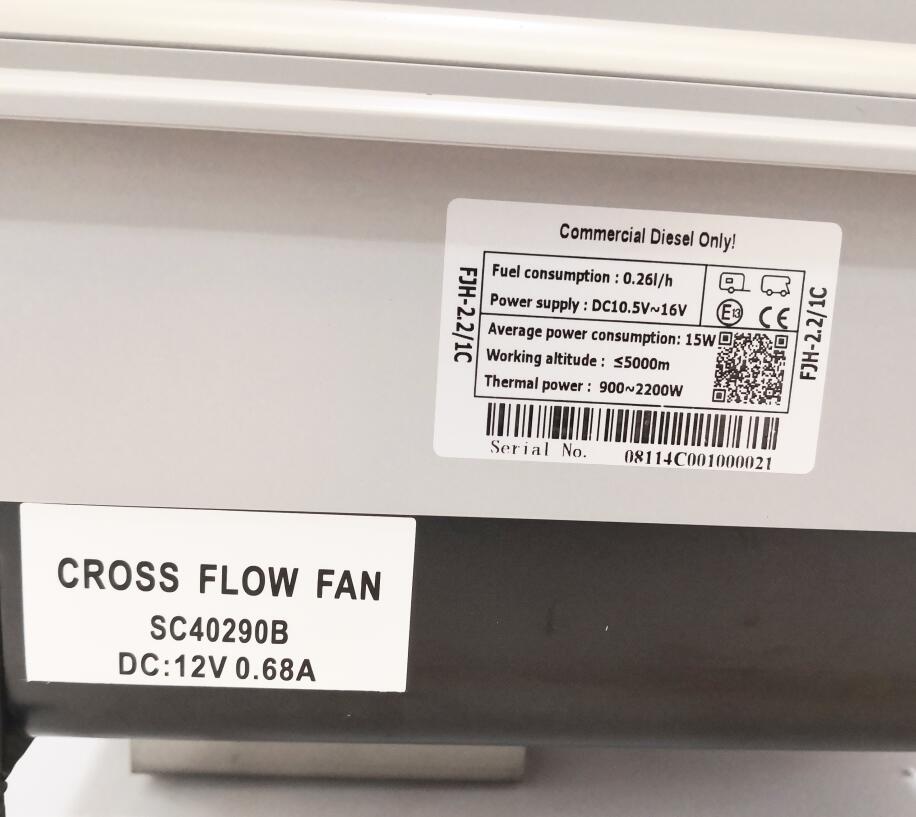 Commercial Diesel Only!
FJH-2.2/1C
Fuel consumption : 0.26l/h
Power supply : DC10.5V~16V
E13 CE
Average power consumption: 15W
Working altitude : ≤5000m
Thermal power : 900~2200W
FJH-2.2/1C
Serial No. 08114C001000021
CROSS FLOW FAN
SC40290B
DC:12V 0.68A